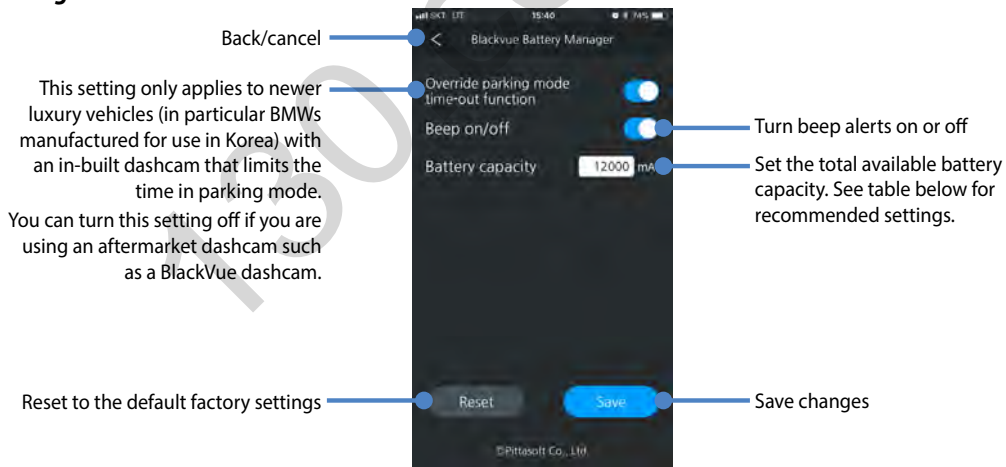 SKT LTE 15:40 74%
Back/cancel
< Blackvue Battery Manager
This setting only applies to newer
luxury vehicles (in particular BMWs
manufactured for use in Korea) with
an in-built dashcam that limits the
time in parking mode.
You can turn this setting off if you are
using an aftermarket dashcam such
as a BlackVue dashcam.
Override parking mode
time-out function
Beep on/off
Turn beep alerts on or off
Battery capacity 12000
Set the total available battery
capacity. See table below for
recommended settings.
Reset to the default factory settings
Reset
Save
Save changes
©Pittasoft Co., Ltd.
130